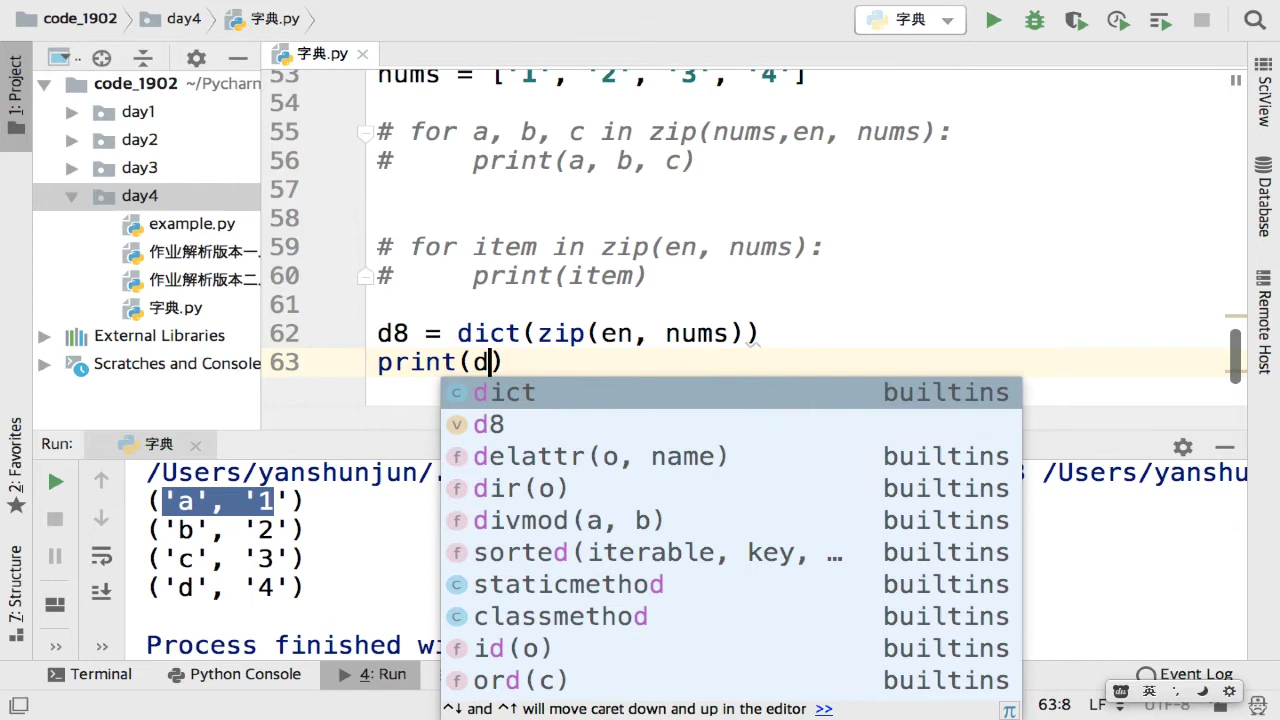 code_1902 day4 字典.py 字典
1: Project
字典.py
code_1902 ~/Pycharm
day1
day2
day3
day4
example.py
作业解析版本一.
作业解析版本二.
字典.py
External Libraries
Scratches and Console
53 nums = ['1', '2', '3', '4']
54
55 # for a, b, c in zip(nums,en, nums):
56 #     print(a, b, c)
57
58
59 # for item in zip(en, nums):
60 #     print(item)
61
62 d8 = dict(zip(en, nums))
63 print(d)
dict builtins
d8
delattr(o, name) builtins
dir(o) builtins
divmod(a, b) builtins
sorted(iterable, key, … builtins
staticmethod builtins
classmethod builtins
id(o) builtins
ord(c) builtins
^↓ and ^↑ will move caret down and up in the editor >> π
SciView
Database
Remote Host
2: Favorites
7: Structure
Run: 字典
/Users/yanshunjun/. /Users/yanshu
('a', '1')
('b', '2')
('c', '3')
('d', '4')
Process finished wi
Terminal Python Console 4: Run Event Log
英
63:8 LF UTF-8